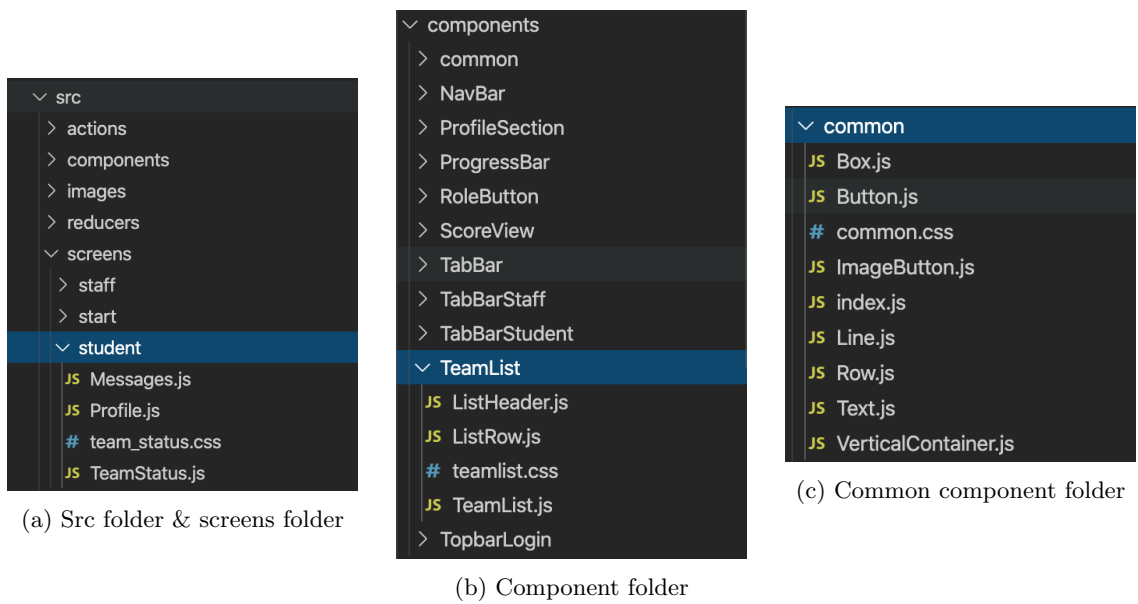 src
actions
components
images
reducers
screens
staff
start
student
JS Messages.js
JS Profile.js
# team_status.css
JS TeamStatus.js
(a) Src folder & screens folder
components
common
NavBar
ProfileSection
ProgressBar
RoleButton
ScoreView
TabBar
TabBarStaff
TabBarStudent
TeamList
JS ListHeader.js
JS ListRow.js
# teamlist.css
JS TeamList.js
TopbarLogin
(b) Component folder
common
JS Box.js
JS Button.js
# common.css
JS ImageButton.js
JS index.js
JS Line.js
JS Row.js
JS Text.js
JS VerticalContainer.js
(c) Common component folder